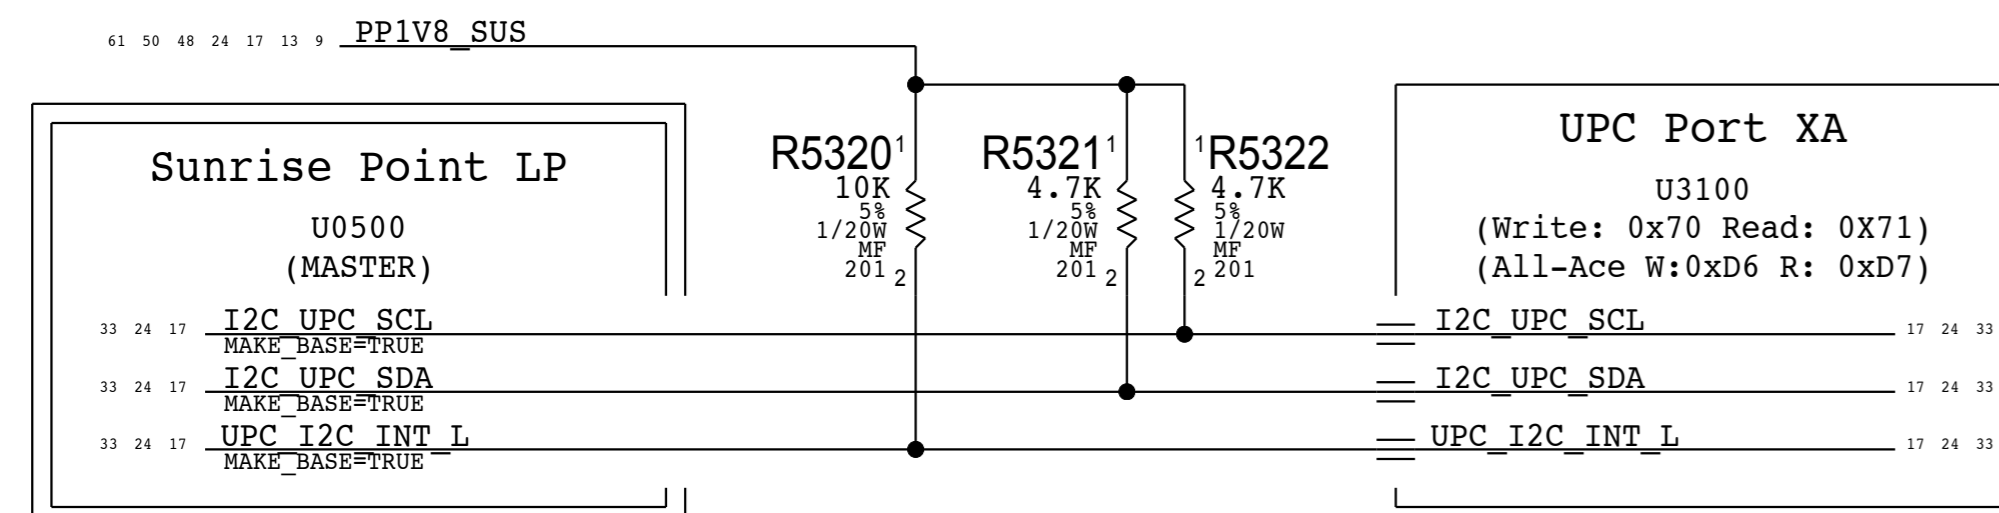 61 50 48 24 17 13 9 PP1V8_SUS
Sunrise Point LP
U0500
(MASTER)
33 24 17 I2C_UPC_SCL
MAKE_BASE=TRUE
33 24 17 I2C_UPC_SDA
MAKE_BASE=TRUE
33 24 17 UPC_I2C_INT_L
MAKE_BASE=TRUE
R5320 1
10K
5%
1/20W
MF
201 2
R5321 1
4.7K
5%
1/20W
MF
201 2
1 R5322
4.7K
5%
1/20W
MF
2 201
UPC Port XA
U3100
(Write: 0x70 Read: 0X71)
(All-Ace W:0xD6 R: 0xD7)
I2C_UPC_SCL 17 24 33
I2C_UPC_SDA 17 24 33
UPC_I2C_INT_L 17 24 33